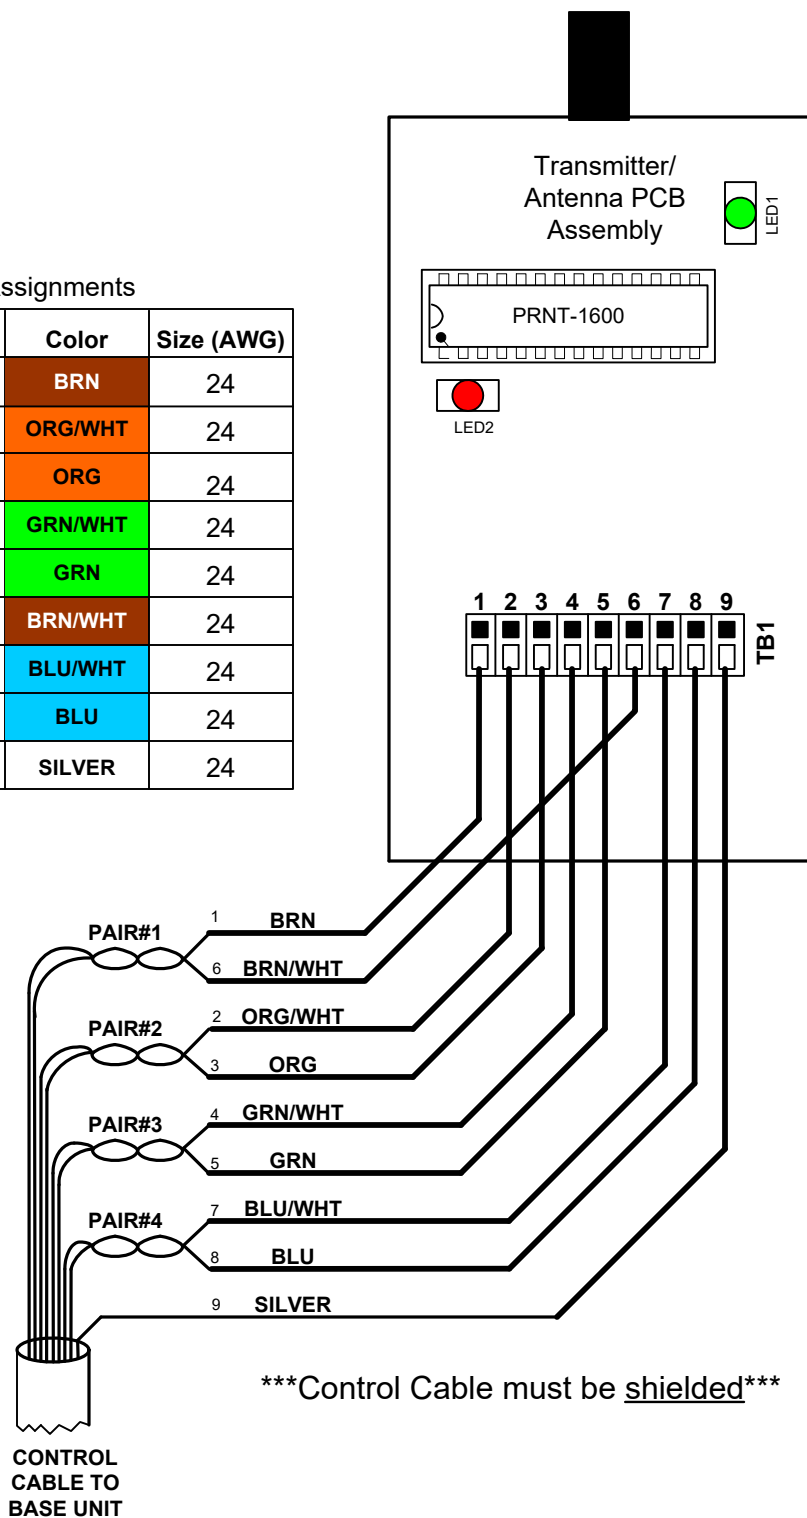 Transmitter/
Antenna PCB
Assembly
LED1
PRNT-1600
LED2
ssignments
Color Size (AWG)
BRN 24
ORG/WHT 24
ORG 24
GRN/WHT 24
GRN 24
BRN/WHT 24
BLU/WHT 24
BLU 24
SILVER 24
1 2 3 4 5 6 7 8 9
TB1
PAIR#1
1 BRN
6 BRN/WHT
PAIR#2
2 ORG/WHT
3 ORG
PAIR#3
4 GRN/WHT
5 GRN
PAIR#4
7 BLU/WHT
8 BLU
9 SILVER
***Control Cable must be shielded***
CONTROL
CABLE TO
BASE UNIT